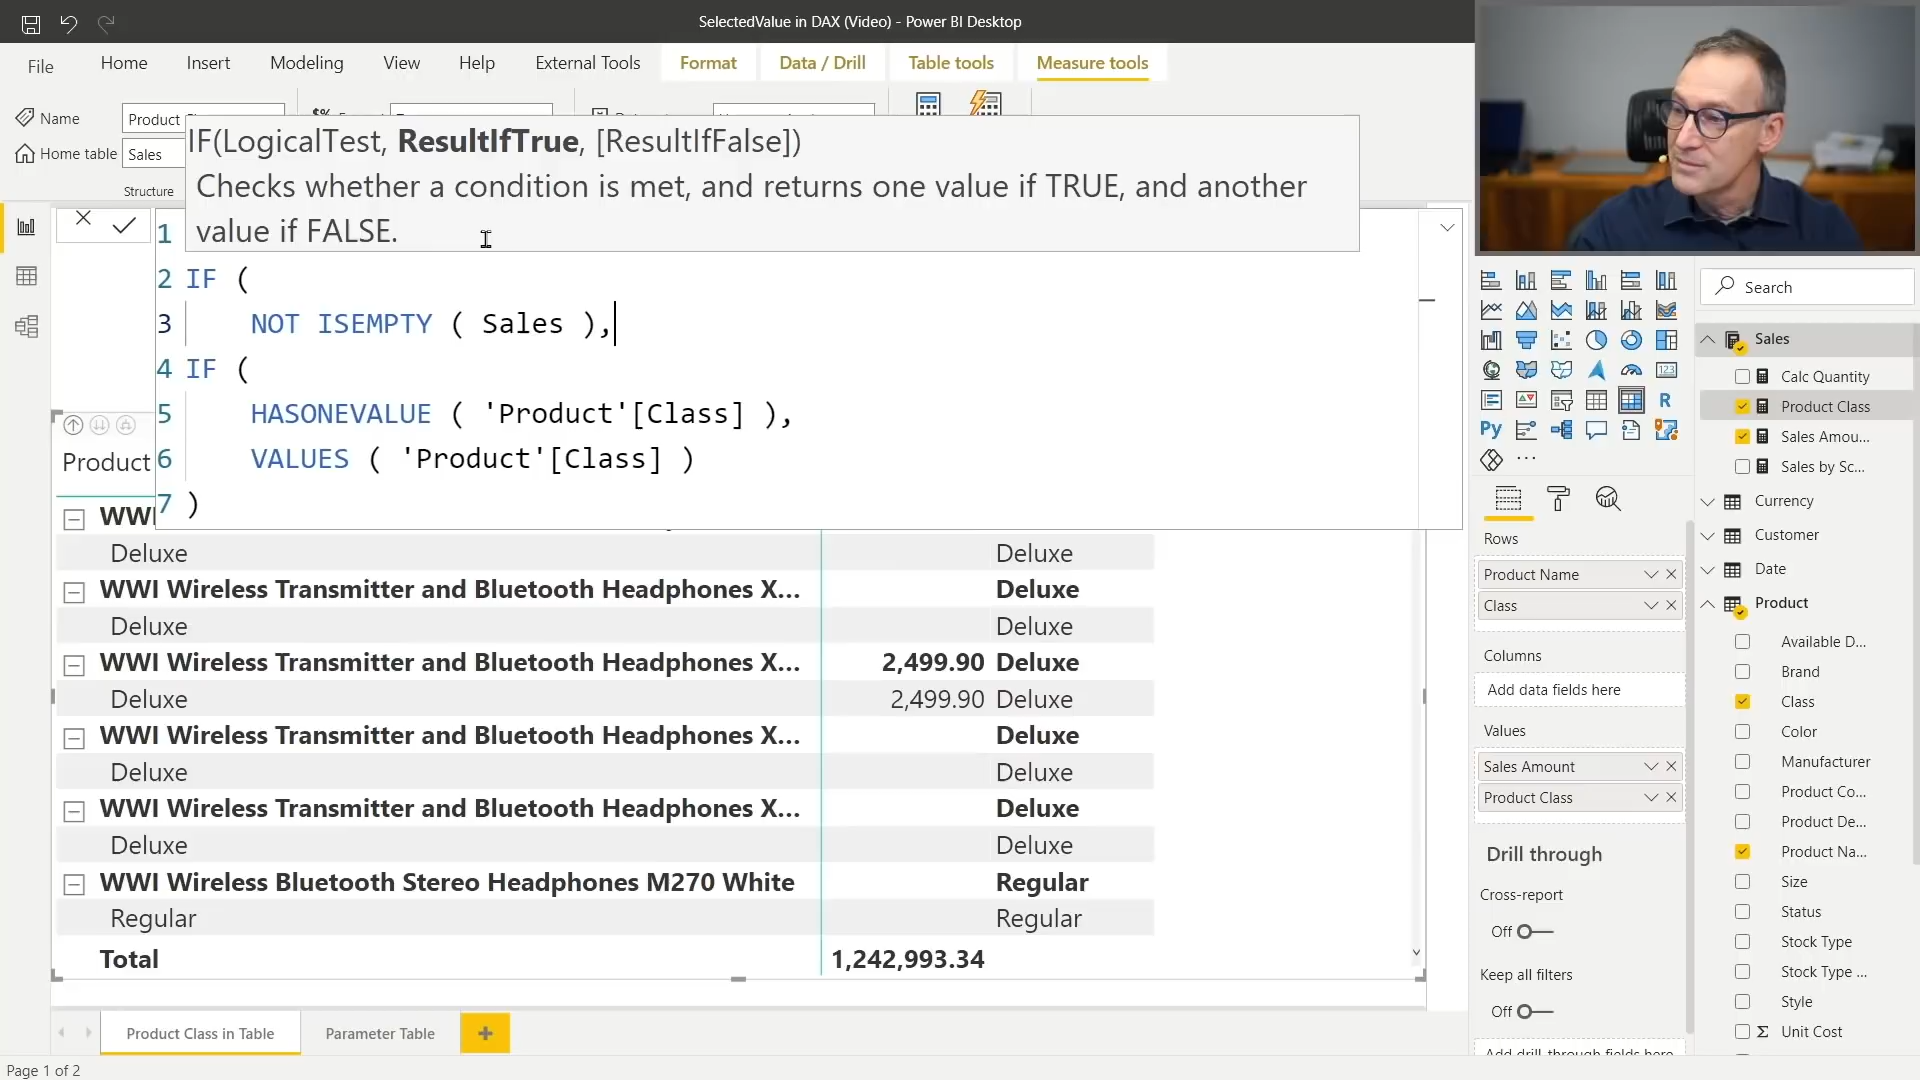 SelectedValue in DAX (Video) - Power BI Desktop
File Home Insert Modeling View Help External Tools Format Data / Drill Table tools Measure tools
Name Product
Home table Sales
Structure
IF(LogicalTest, ResultIfTrue, [ResultIfFalse])
Checks whether a condition is met, and returns one value if TRUE, and another
value if FALSE.
1
2 IF (
3 NOT ISEMPTY ( Sales ),
4 IF (
5 HASONEVALUE ( 'Product'[Class] ),
6 VALUES ( 'Product'[Class] )
7 )
Product
WWI
Deluxe Deluxe
WWI Wireless Transmitter and Bluetooth Headphones X... Deluxe
Deluxe Deluxe
WWI Wireless Transmitter and Bluetooth Headphones X... 2,499.90 Deluxe
Deluxe 2,499.90 Deluxe
WWI Wireless Transmitter and Bluetooth Headphones X... Deluxe
Deluxe Deluxe
WWI Wireless Transmitter and Bluetooth Headphones X... Deluxe
Deluxe Deluxe
WWI Wireless Bluetooth Stereo Headphones M270 White Regular
Regular Regular
Total 1,242,993.34
Product Class in Table Parameter Table +
Page 1 of 2
123
R
Py
...
Rows
Product Name
Class
Columns
Add data fields here
Values
Sales Amount
Product Class
Drill through
Cross-report
Off
Keep all filters
Off
Add drill-through fields here
Search
Sales
Calc Quantity
Product Class
Sales Amou...
Sales by Sc...
Currency
Customer
Date
Product
Available D...
Brand
Class
Color
Manufacturer
Product Co...
Product De...
Product Na...
Size
Status
Stock Type
Stock Type ...
Style
Σ Unit Cost